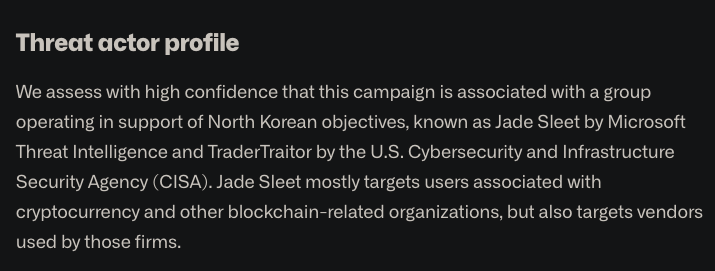 Threat actor profile
We assess with high confidence that this campaign is associated with a group
operating in support of North Korean objectives, known as Jade Sleet by Microsoft
Threat Intelligence and TraderTraitor by the U.S. Cybersecurity and Infrastructure
Security Agency (CISA). Jade Sleet mostly targets users associated with
cryptocurrency and other blockchain-related organizations, but also targets vendors
used by those firms.